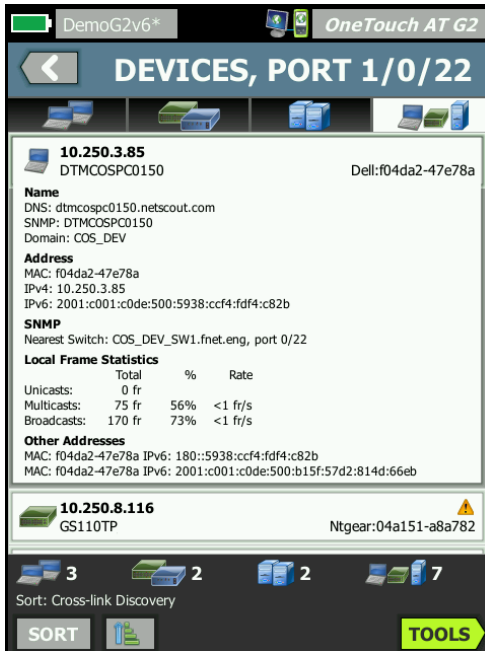 DemoG2v6*
OneTouch AT G2
DEVICES, PORT 1/0/22
10.250.3.85
DTMCOSPC0150 Dell:f04da2-47e78a
Name
DNS: dtmcospc0150.netscout.com
SNMP: DTMCOSPC0150
Domain: COS_DEV
Address
MAC: f04da2-47e78a
IPv4: 10.250.3.85
IPv6: 2001:c001:c0de:500:5938:ccf4:fdf4:c82b
SNMP
Nearest Switch: COS_DEV_SW1.fnet.eng, port 0/22
Local Frame Statistics
Total % Rate
Unicasts: 0 fr
Multicasts: 75 fr 56% <1 fr/s
Broadcasts: 170 fr 73% <1 fr/s
Other Addresses
MAC: f04da2-47e78a IPv6: 180::5938:ccf4:fdf4:c82b
MAC: f04da2-47e78a IPv6: 2001:c001:c0de:500:b15f:57d2:814d:66eb
10.250.8.116
GS110TP Ntgear:04a151-a8a782
3 2 2 7
Sort: Cross-link Discovery
SORT TOOLS